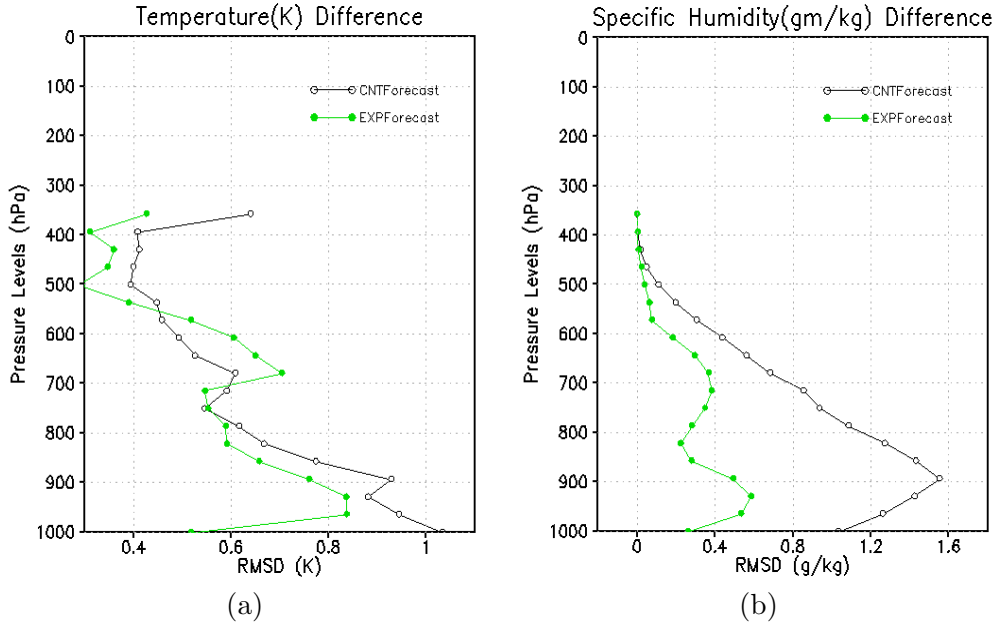 Temperature(K) Difference
0
100
200
300
400
500
600
700
800
900
1000
Pressure Levels (hPa)
CNTForecast
EXPForecast
0.4
0.6
0.8
1
RMSD (K)
(a)
Specific Humidity(gm/kg) Difference
0
100
200
300
400
500
600
700
800
900
1000
Pressure Levels (hPa)
CNTForecast
EXPForecast
0
0.4
0.8
1.2
1.6
RMSD (g/kg)
(b)